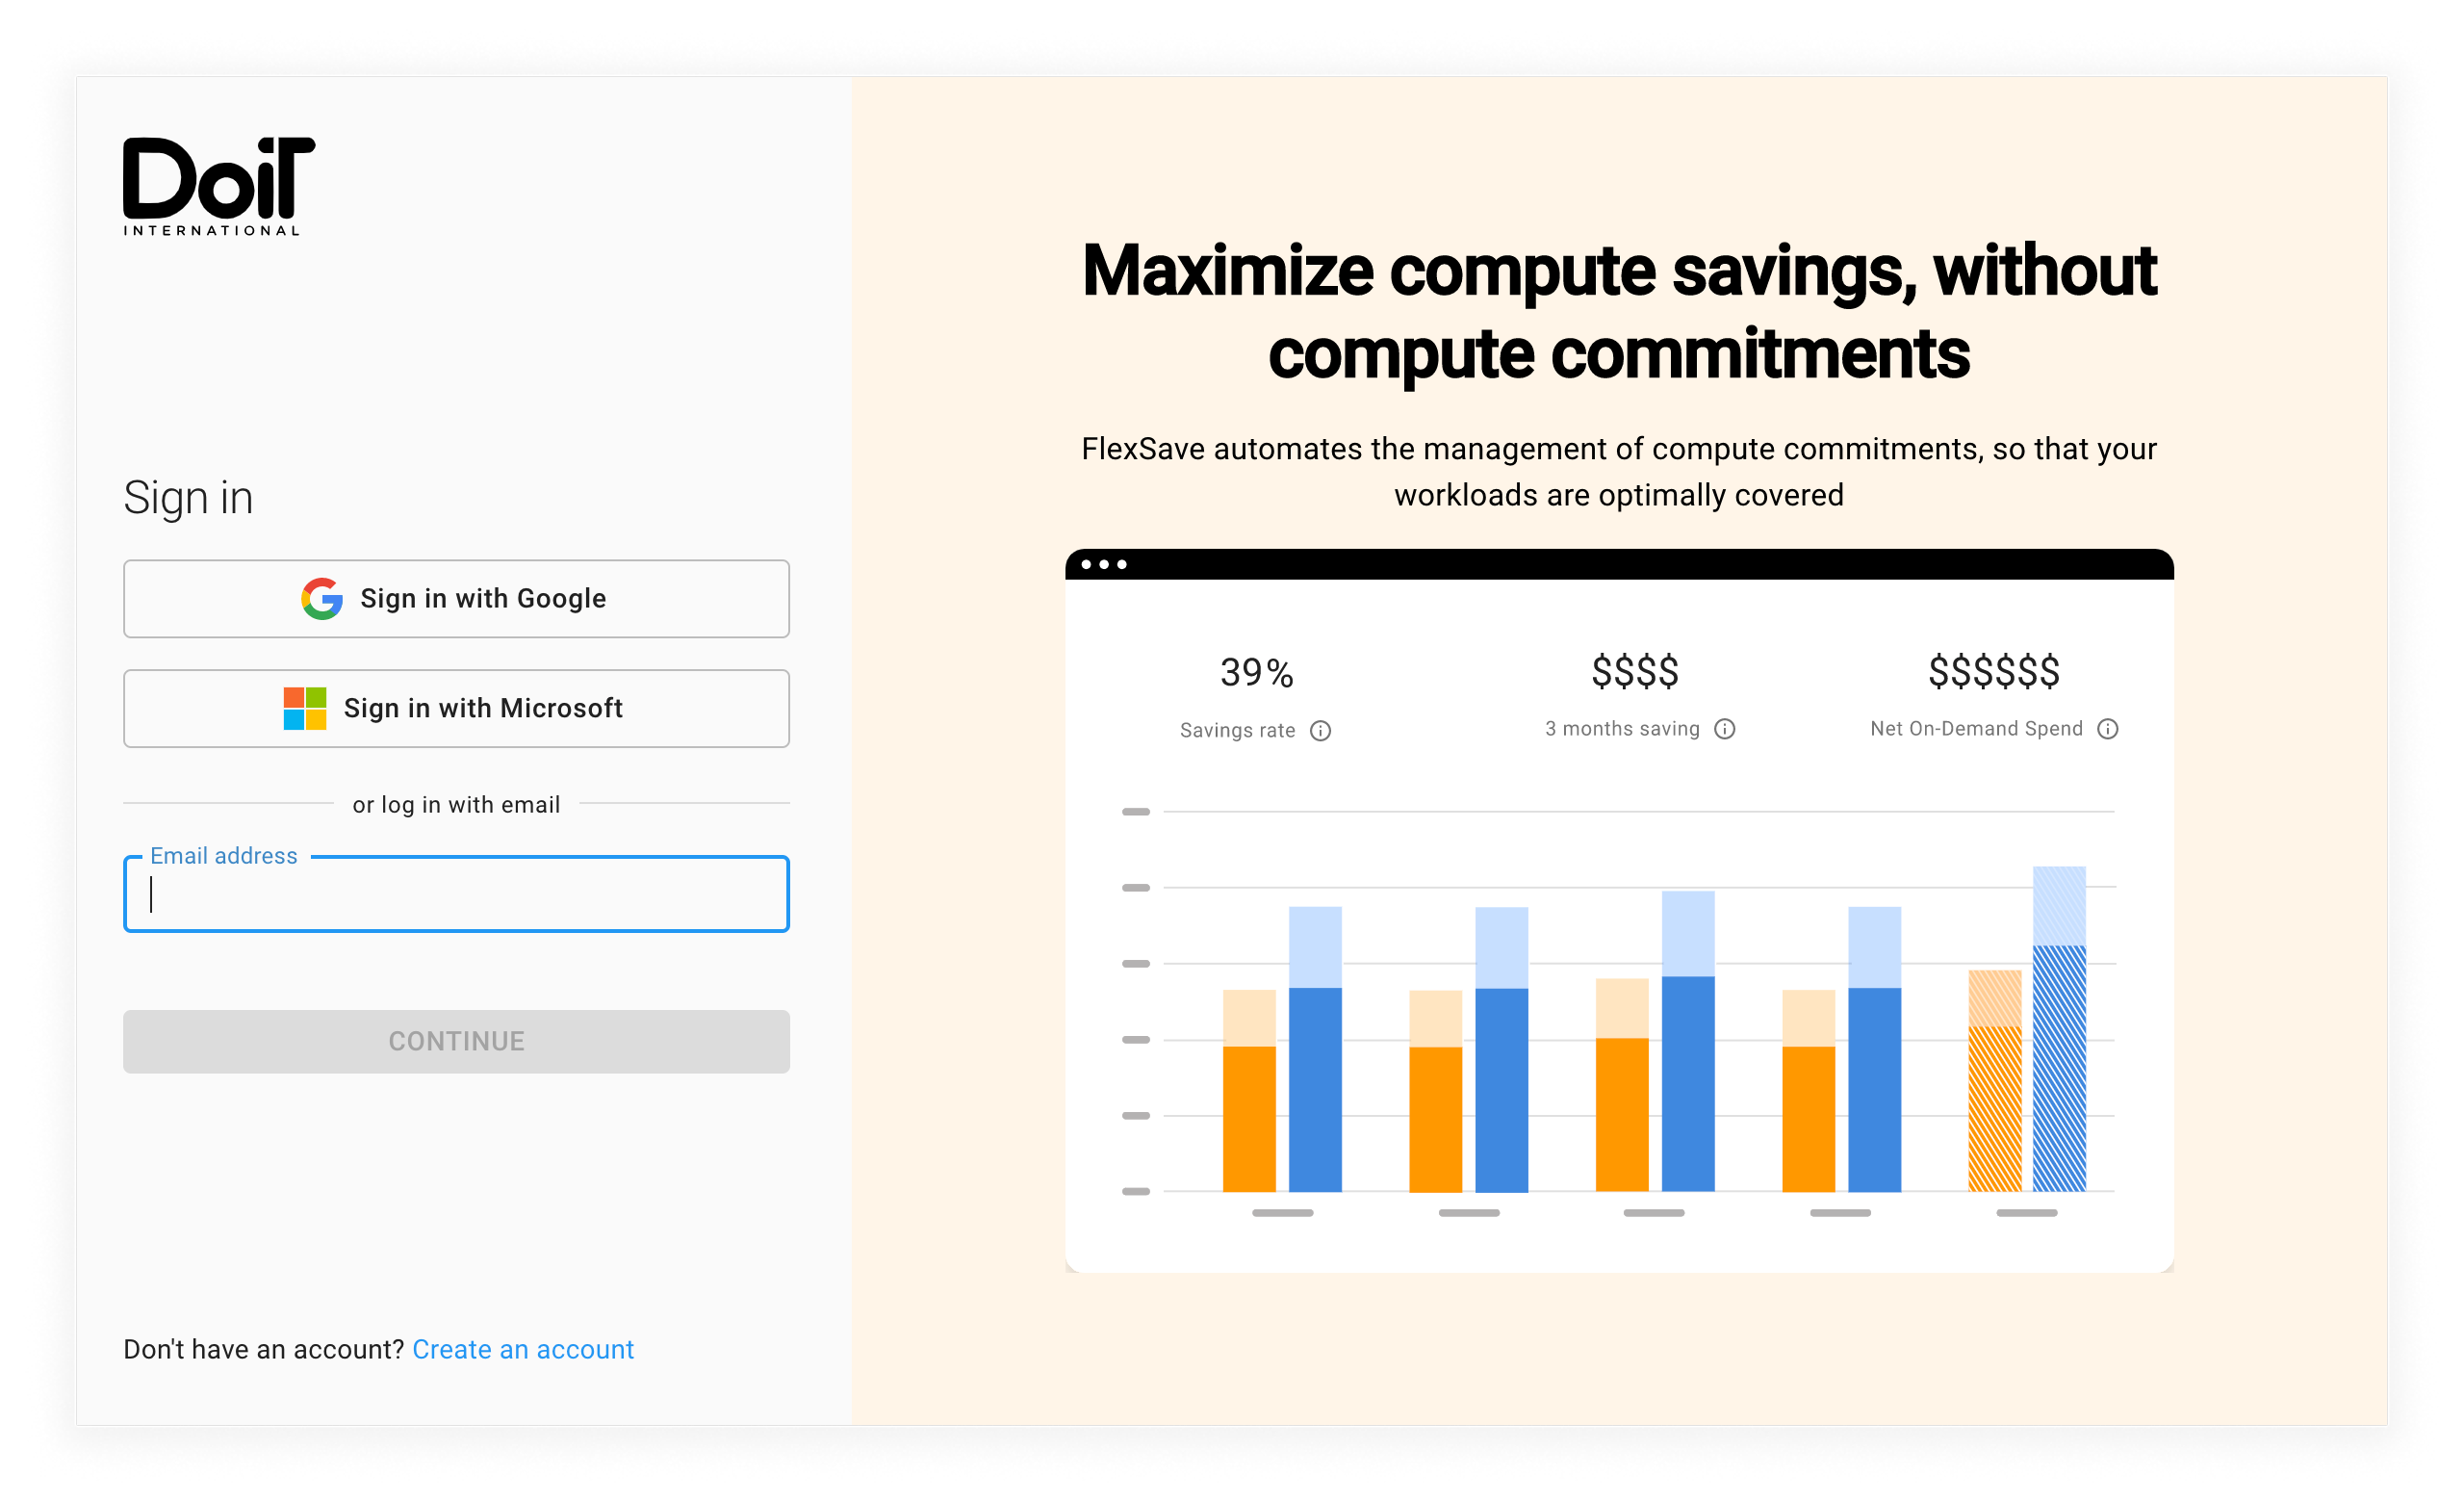 DoiT
INTERNATIONAL
Sign in
Sign in with Google
Sign in with Microsoft
or log in with email
Email address
CONTINUE
Don't have an account? Create an account
Maximize compute savings, without
compute commitments
FlexSave automates the management of compute commitments, so that your
workloads are optimally covered
39%
Savings rate
$$$$
3 months saving
$$$$$$
Net On-Demand Spend